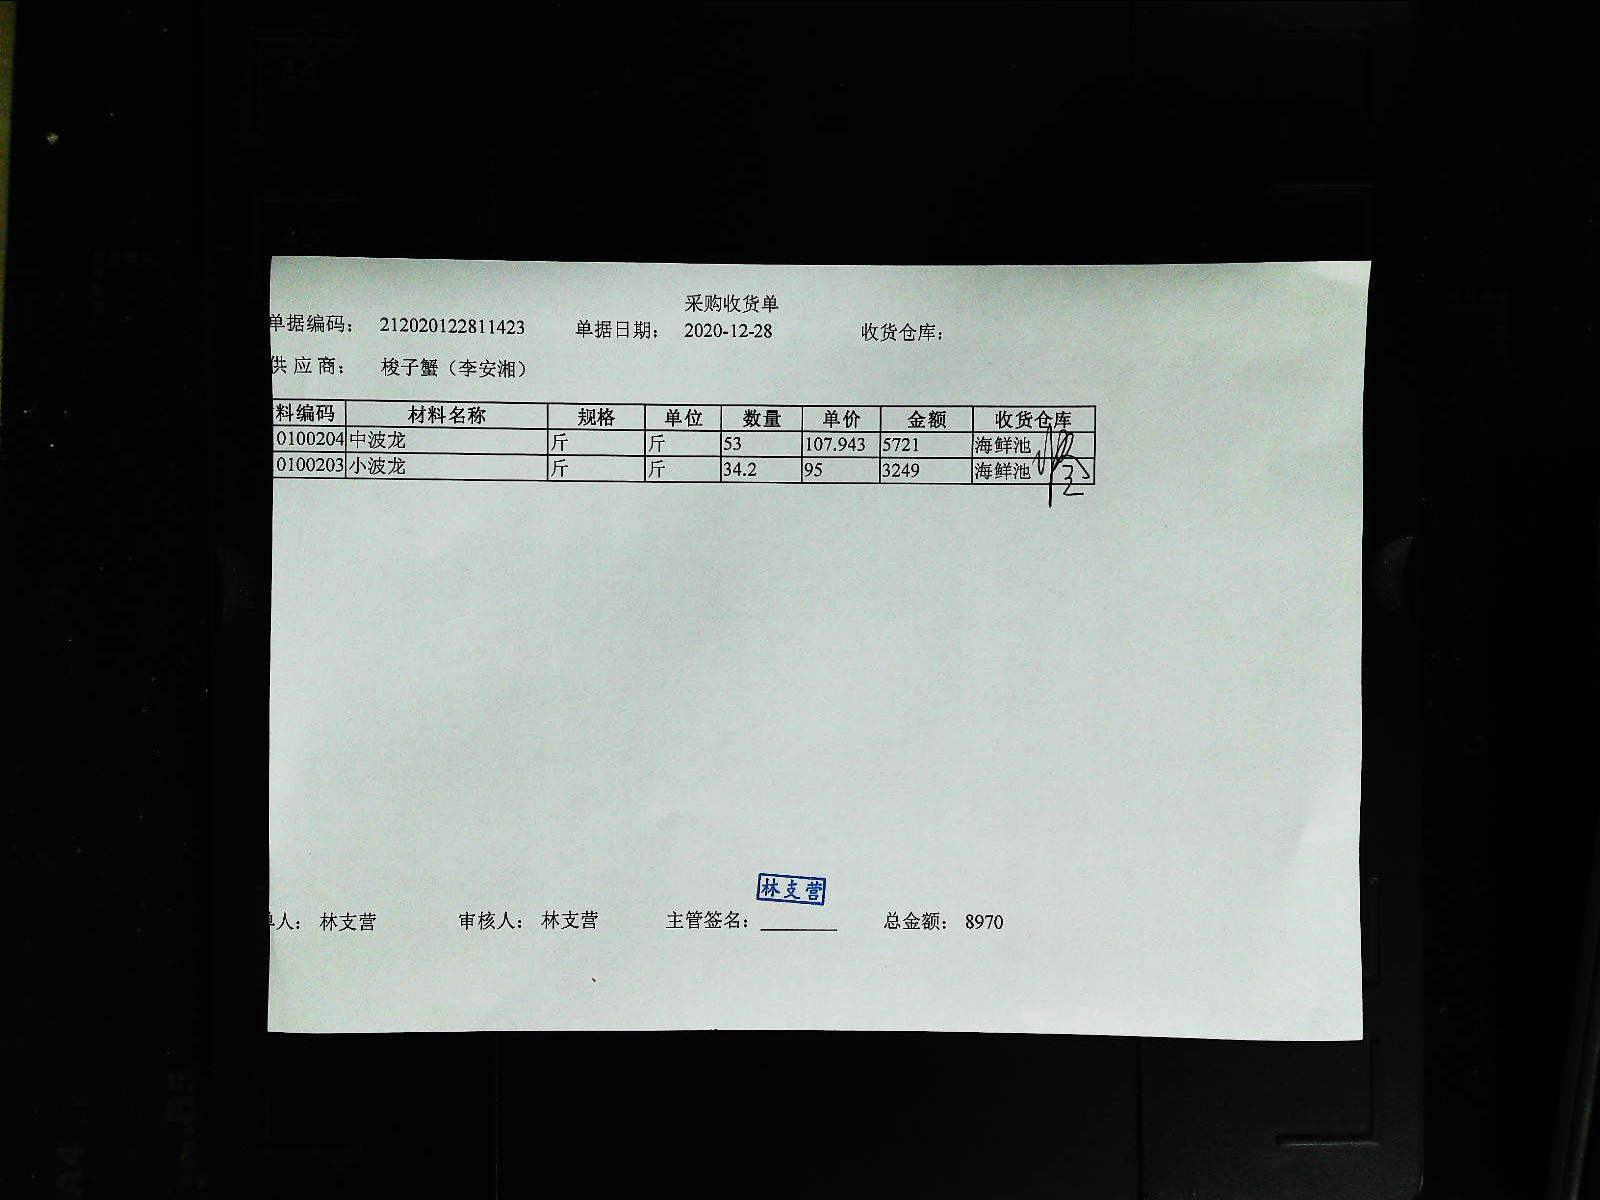 采购收货单
单据编码： 212020122811423 单据日期： 2020-12-28 收货仓库：
供应商： 梭子蟹（李安湘）
料编码 材料名称 规格 单位 数量 单价 金额 收货仓库
0100204 中波龙 斤 斤 53 107.943 5721 海鲜池
0100203 小波龙 斤 斤 34.2 95 3249 海鲜池
林支营
单人： 林支营 审核人： 林支营 主管签名： 总金额： 8970